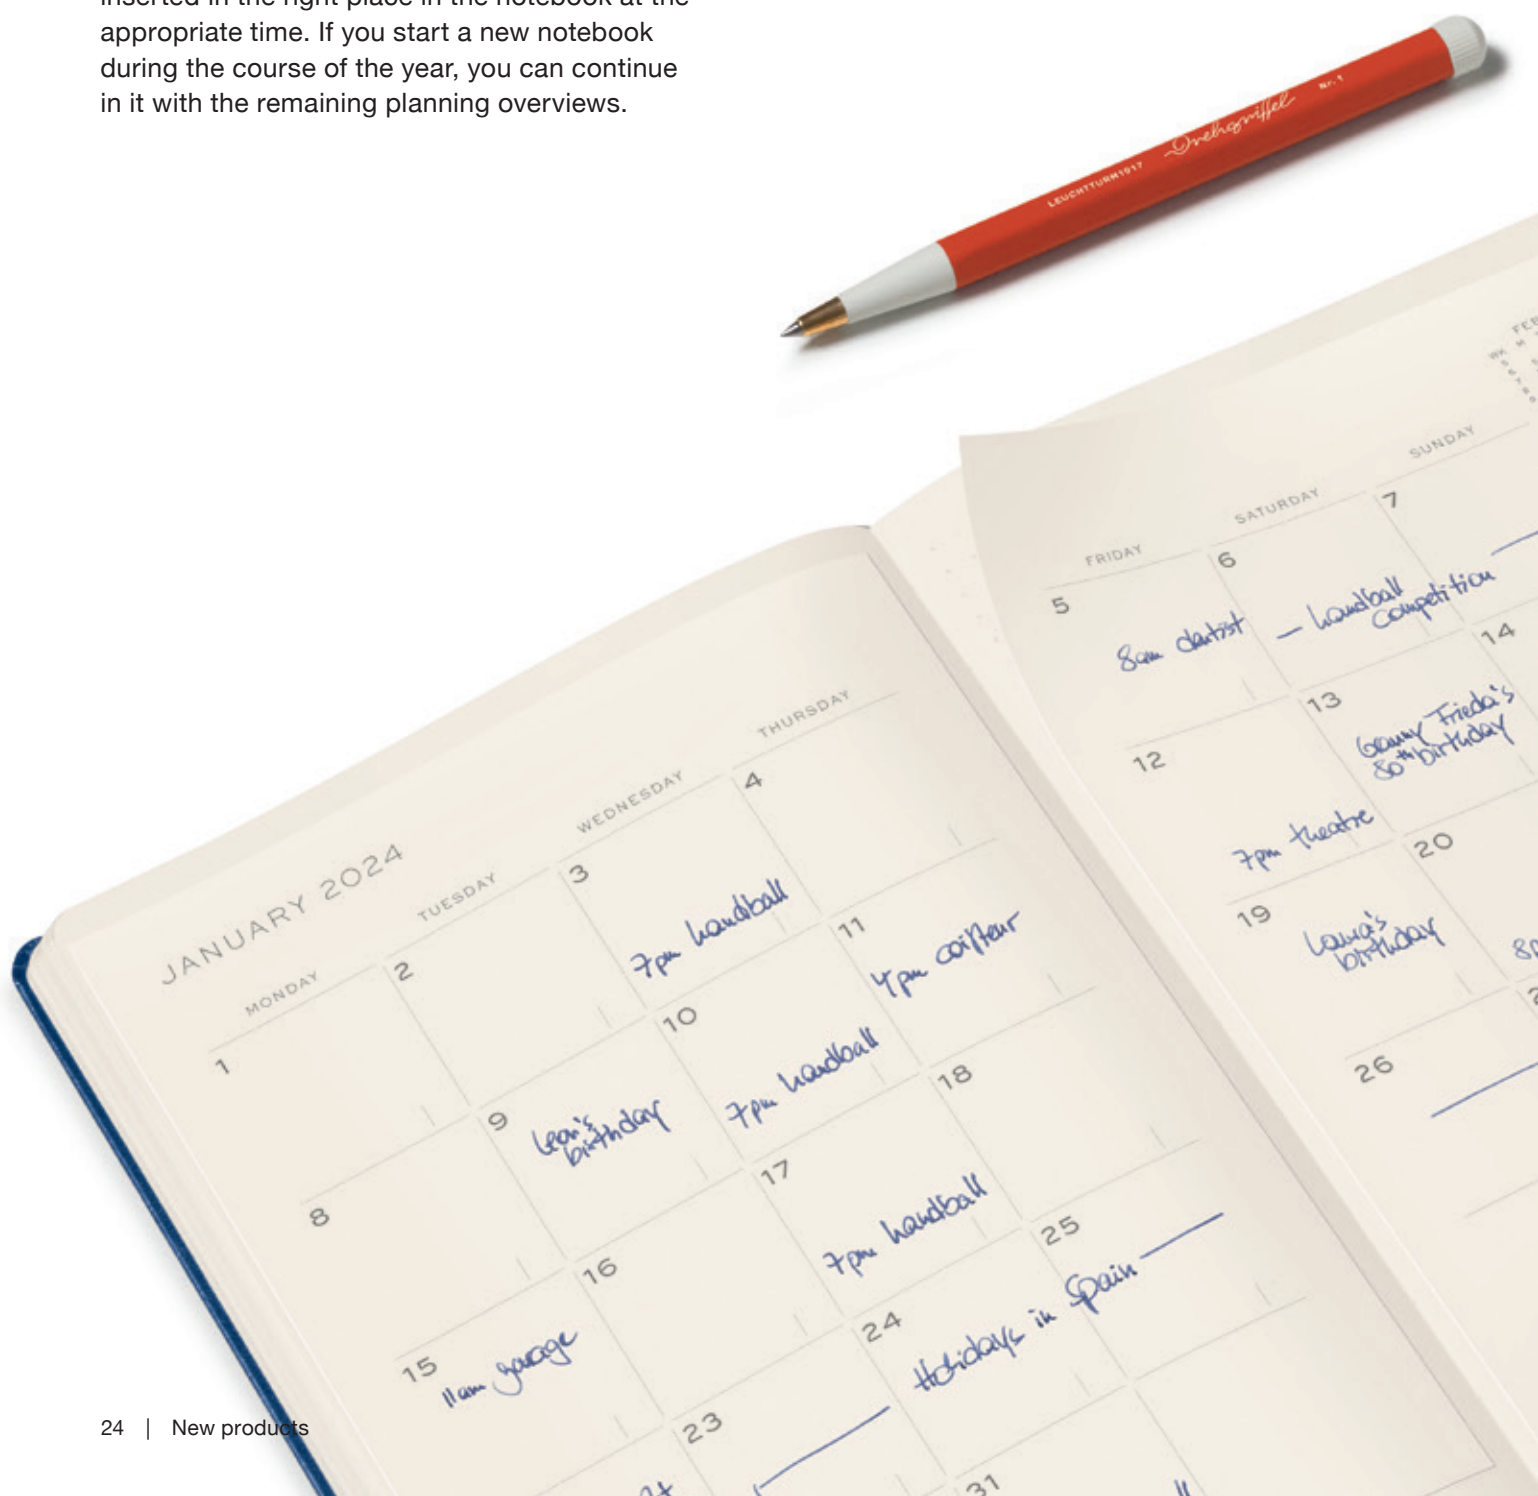 appropriate time. If you start a new notebook
during the course of the year, you can continue
in it with the remaining planning overviews.
LEUCHTTURM1917 Drehgriffel Nr. 1
JANUARY 2024
MONDAY
TUESDAY
WEDNESDAY
THURSDAY
FRIDAY
SATURDAY
SUNDAY
1
2
3
7pm handball
4
5
8am dentist
6
7
handball
competition
8
9
Leon's
birthday
10
7pm handball
11
4pm coiffeur
12
7pm theatre
13
Granny Frieda's
80th birthday
14
15
11am garage
16
17
7pm handball
18
19
Laura's
birthday
20
23
24
Holidays in Spain
25
26
31
24 | New products